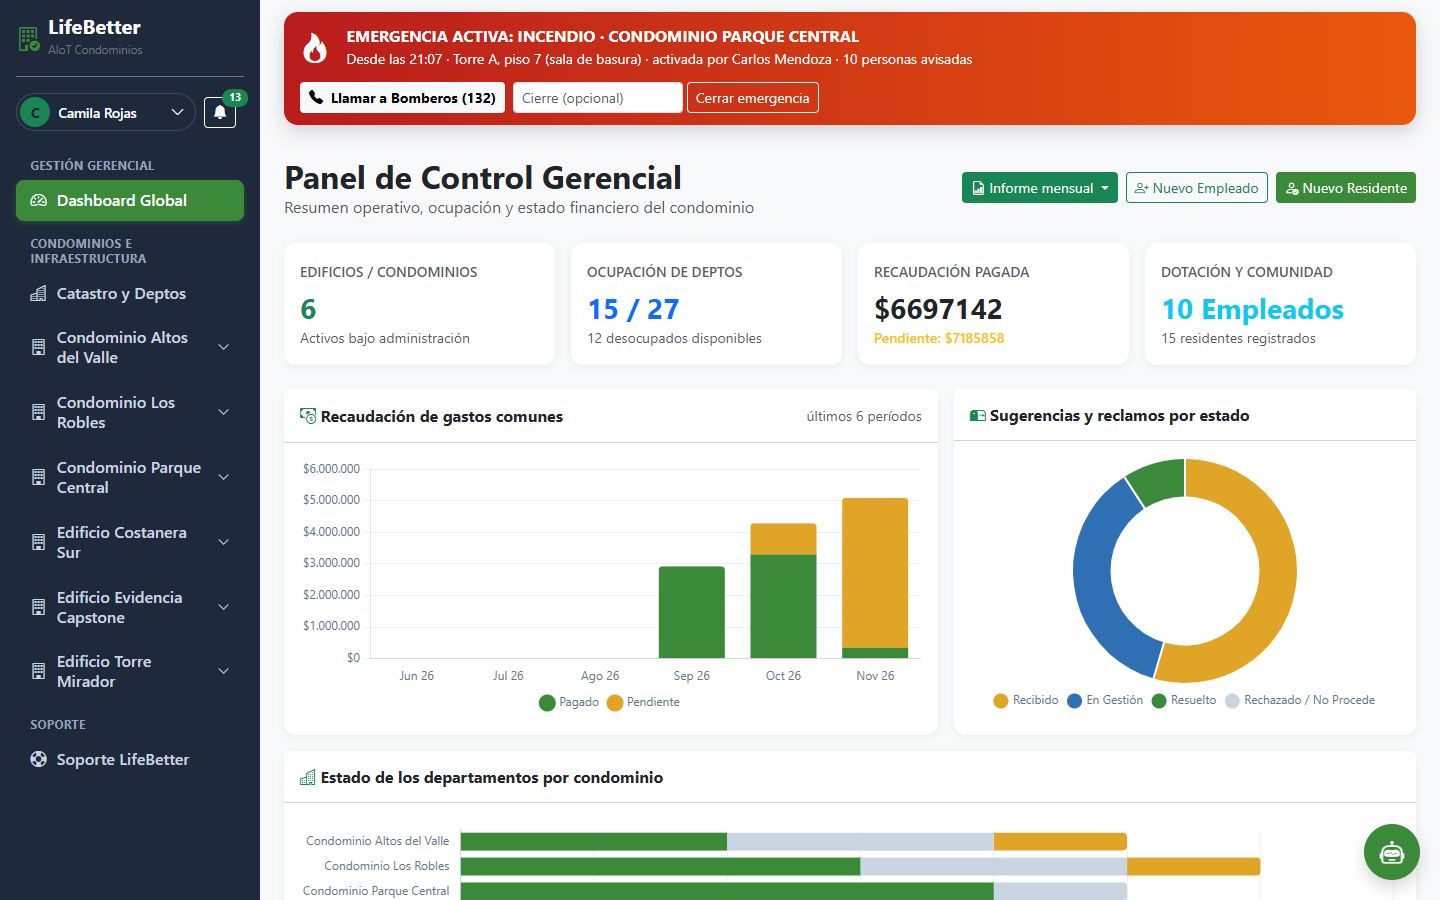 LifeBetter
AIoT Condominios
C
Camila Rojas
13
GESTIÓN GERENCIAL
Dashboard Global
CONDOMINIOS E
INFRAESTRUCTURA
Catastro y Deptos
Condominio Altos
del Valle
Condominio Los
Robles
Condominio Parque
Central
Edificio Costanera
Sur
Edificio Evidencia
Capstone
Edificio Torre
Mirador
SOPORTE
Soporte LifeBetter
EMERGENCIA ACTIVA: INCENDIO · CONDOMINIO PARQUE CENTRAL
Desde las 21:07 · Torre A, piso 7 (sala de basura) · activada por Carlos Mendoza · 10 personas avisadas
Llamar a Bomberos (132)
Cierre (opcional)
Cerrar emergencia
Panel de Control Gerencial
Resumen operativo, ocupación y estado financiero del condominio
Informe mensual
Nuevo Empleado
Nuevo Residente
EDIFICIOS / CONDOMINIOS
6
Activos bajo administración
OCUPACIÓN DE DEPTOS
15 / 27
12 desocupados disponibles
RECAUDACIÓN PAGADA
$6697142
Pendiente: $7185858
DOTACIÓN Y COMUNIDAD
10 Empleados
15 residentes registrados
Recaudación de gastos comunes
últimos 6 períodos
$6.000.000
$5.000.000
$4.000.000
$3.000.000
$2.000.000
$1.000.000
$0
Jun 26
Jul 26
Ago 26
Sep 26
Oct 26
Nov 26
Pagado
Pendiente
Sugerencias y reclamos por estado
Recibido
En Gestión
Resuelto
Rechazado / No Procede
Estado de los departamentos por condominio
Condominio Altos del Valle
Condominio Los Robles
Condominio Parque Central